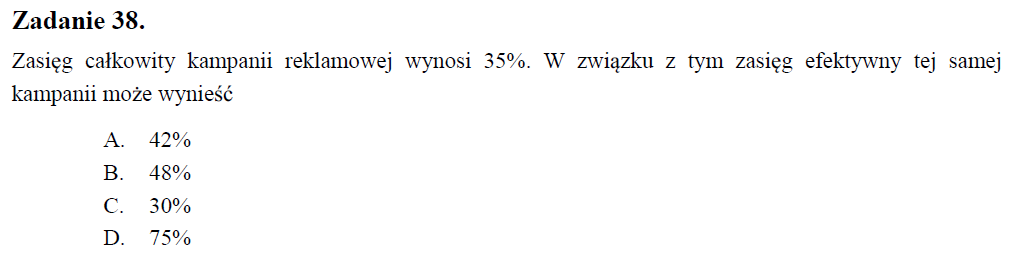 Zadanie 38.
Zasięg całkowity kampanii reklamowej wynosi 35%. W związku z tym zasięg efektywny tej samej
kampanii może wynieść
A. 42%
B. 48%
C. 30%
D. 75%